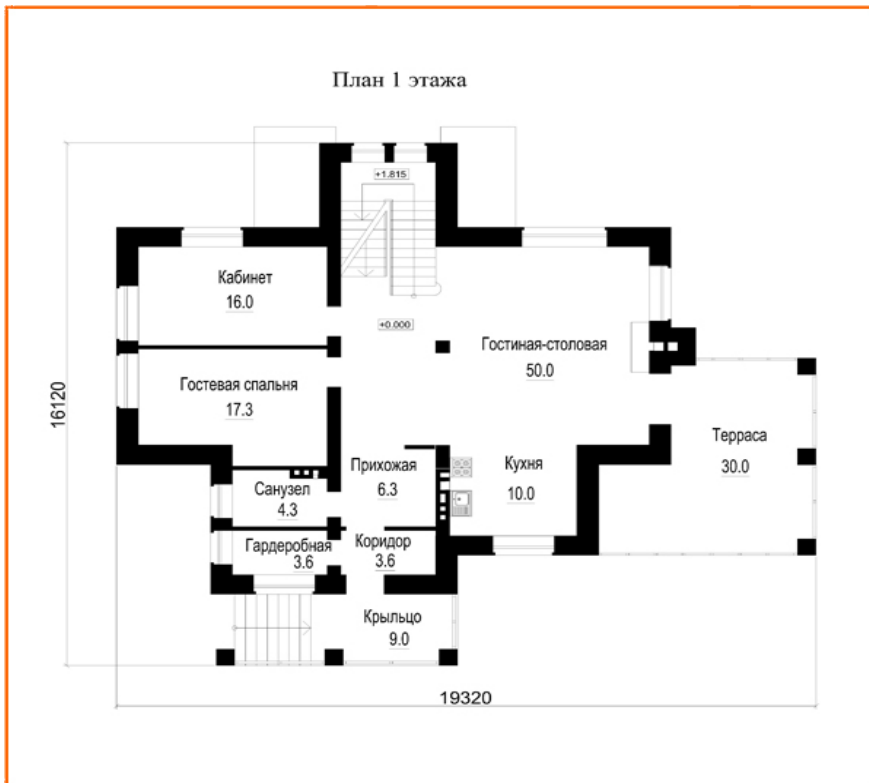 План 1 этажа
+1.815
Кабинет
16.0
+0.000
Гостиная-столовая
50.0
Гостевая спальня
17.3
16120
Терраса
30.0
Прихожая
6.3
Кухня
10.0
Санузел
4.3
Гардеробная
3.6
Коридор
3.6
Крыльцо
9.0
19320